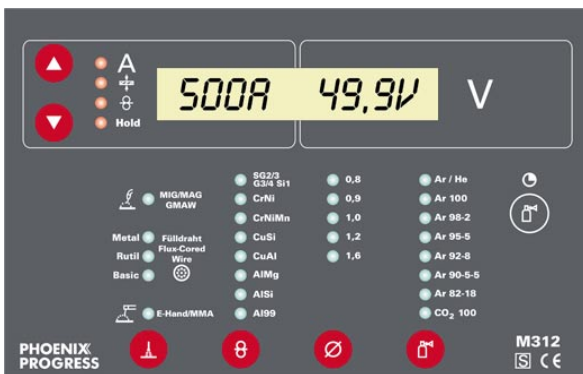 A
500A 49,9V V
Hold
MIG/MAG
GMAW
Metal
Rutil
Basic
Fülldraht
Flux-Cored
Wire
E-Hand/MMA
SG2/3
G3/4 Si1
CrNi
CrNiMn
CuSi
CuAl
AlMg
AlSi
Al99
0,8
0,9
1,0
1,2
1,6
Ar / He
Ar 100
Ar 98-2
Ar 95-5
Ar 92-8
Ar 90-5-5
Ar 82-18
CO₂ 100
PHOENIX
PROGRESS
M312
S CE